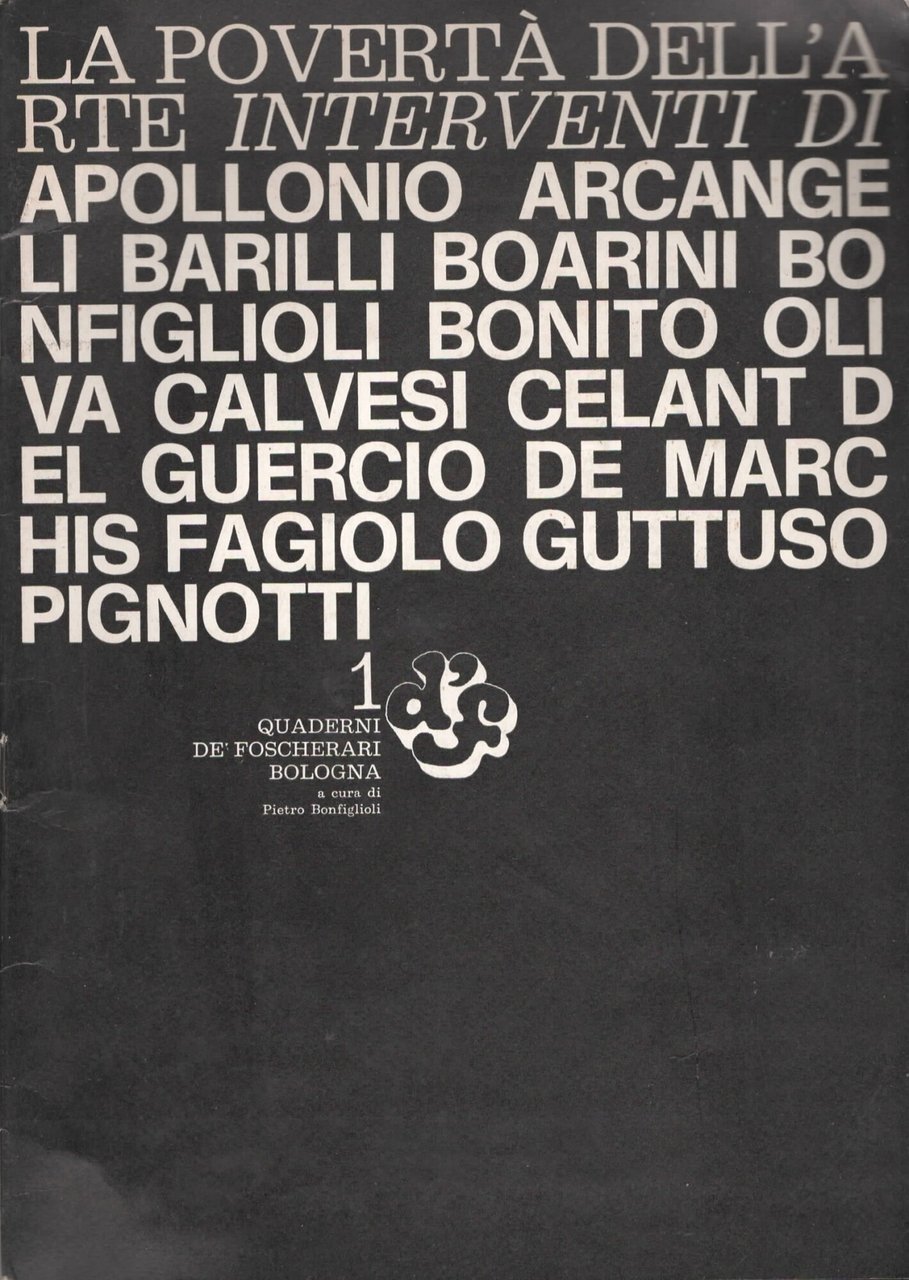 LA POVERTÀ DELL'A
RTE INTERVENTI DI
APOLLONIO ARCANGE
LI BARILLI BOARINI BO
NFIGLIOLI BONITO OLI
VA CALVESI CELANT D
EL GUERCIO DE MARC
HIS FAGIOLO GUTTUSO
PIGNOTTI
1
QUADERNI
DE' FOSCHERARI
BOLOGNA
a cura di
Pietro Bonfiglioli
d'f